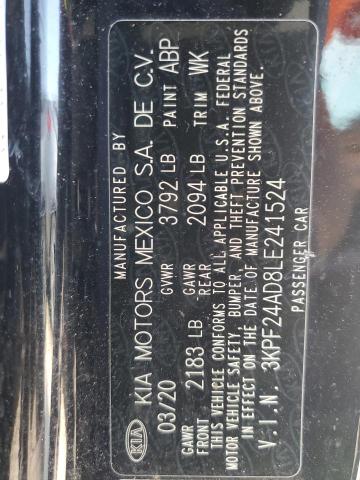 MANUFACTURED BY
KIA KIA MOTORS MEXICO S.A. DE C.V.
03/20 GVWR 3792 LB PAINT ABP
GAWR FRONT 2183 LB GAWR REAR 2094 LB TRIM WK
THIS VEHICLE CONFORMS TO ALL APPLICABLE U.S.A. FEDERAL
MOTOR VEHICLE SAFETY, BUMPER, AND THEFT PREVENTION STANDARDS
IN EFFECT ON THE DATE OF MANUFACTURE SHOWN ABOVE.
V.I.N. 3KPF24AD8LE241524
PASSENGER CAR